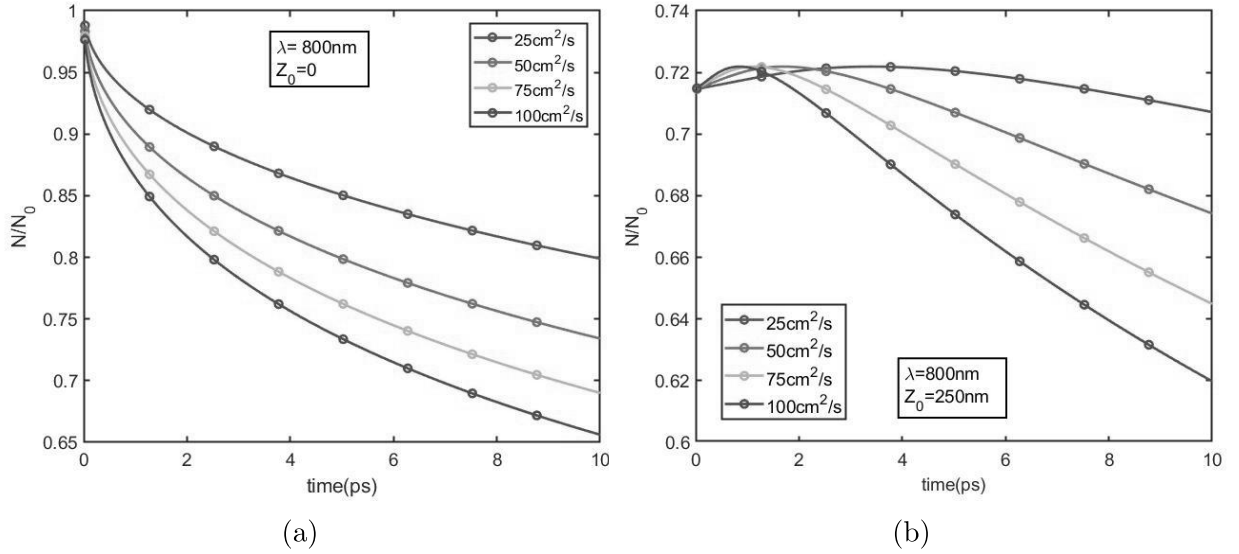 1
0.95
0.9
0.85
0.8
0.75
0.7
0.65
N/N₀
0
2
4
6
8
10
time(ps)
λ= 800nm
Z₀=0
25cm²/s
50cm²/s
75cm²/s
100cm²/s
(a)
0.74
0.72
0.7
0.68
0.66
0.64
0.62
0.6
N/N₀
0
2
4
6
8
10
time(ps)
25cm²/s
50cm²/s
75cm²/s
100cm²/s
λ=800nm
Z₀=250nm
(b)